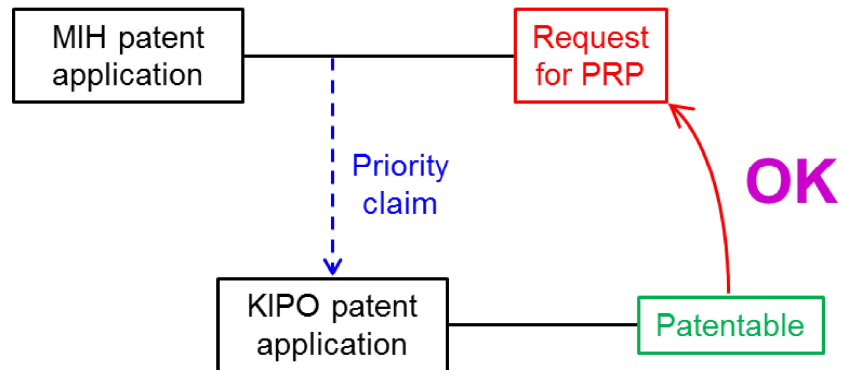 MIH patent
application
Request
for PRP
Priority
claim
OK
KIPO patent
application
Patentable